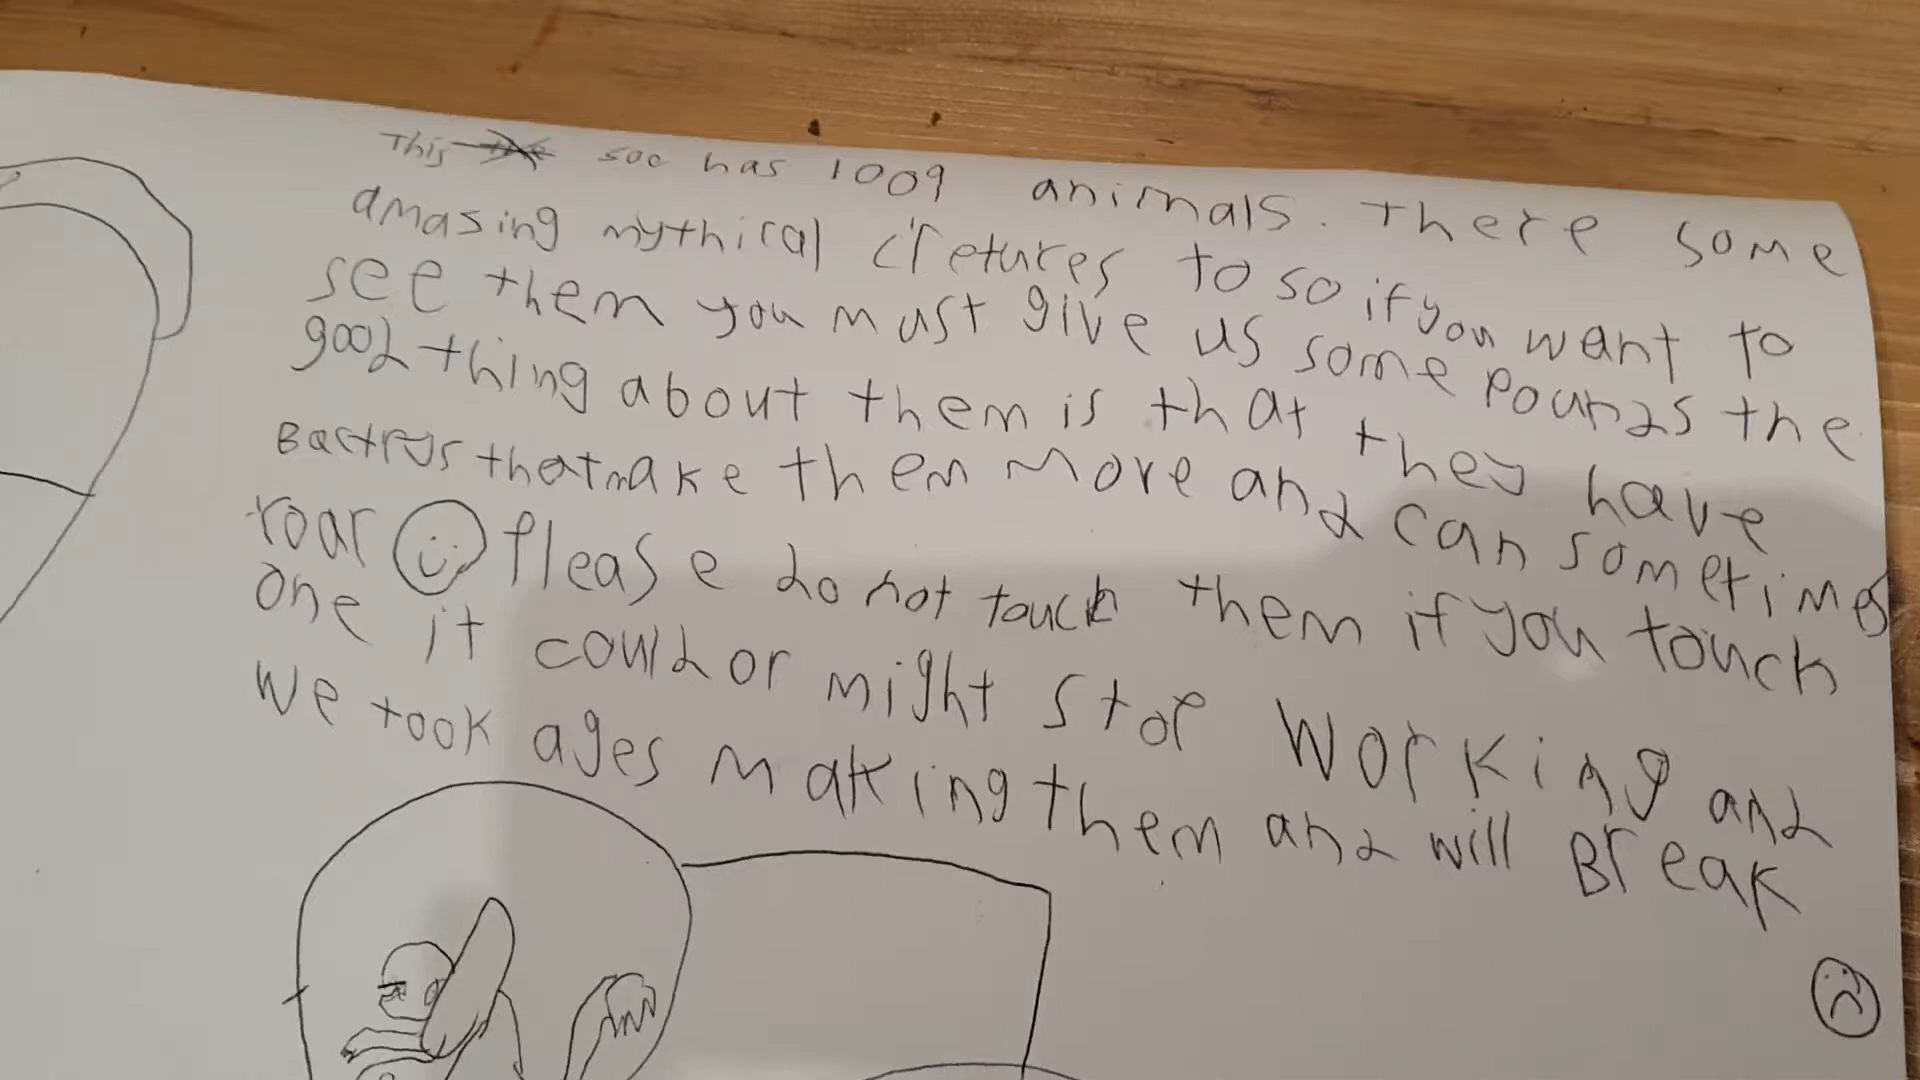 This soo has 1009 animals. There some
amasing mythical cretures to so if you want to
see them you must give us some pounds the
good thing about them is that they have
Bactrys that make them more and can sometimes
roar please do not touch them if you touch
one it could or might stop working and
we took ages making them and will Break